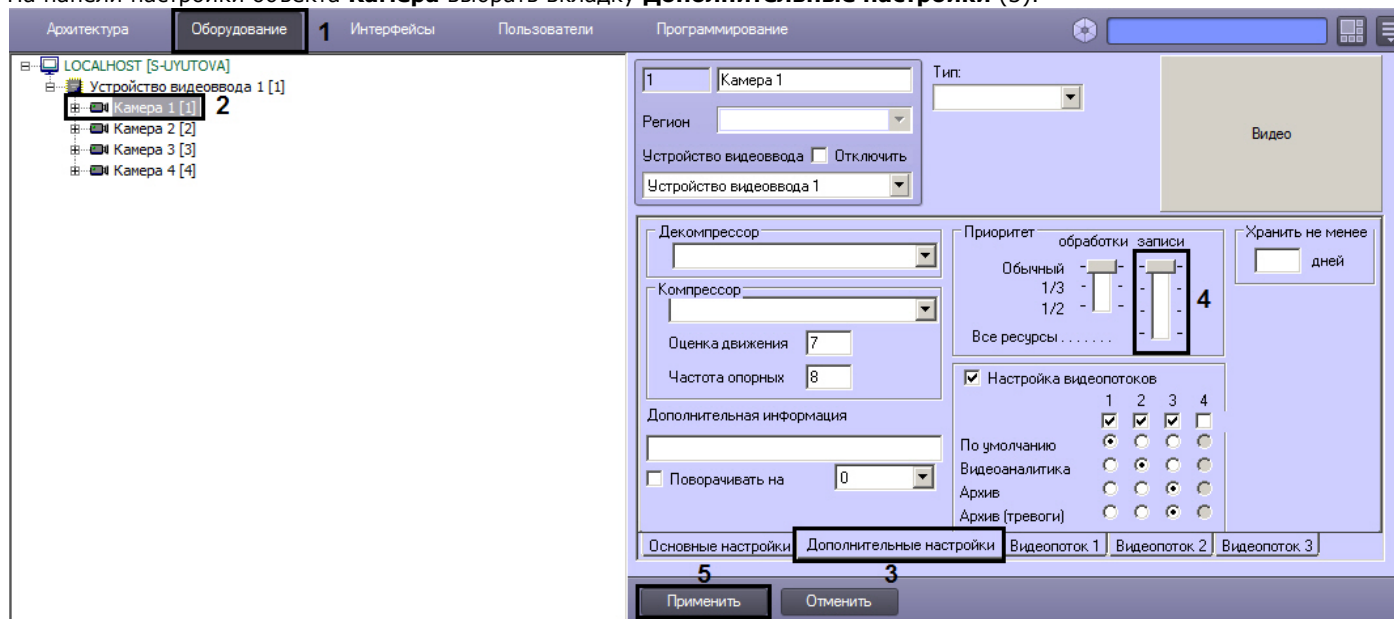 На панели настройки объекта Камера выбрать вкладку Дополнительные настройки (3).
Архитектура Оборудование 1 Интерфейсы Пользователи Программирование
LOCALHOST [S-UYUTOVA]
Устройство видеоввода 1 [1]
Камера 1 [1] 2
Камера 2 [2]
Камера 3 [3]
Камера 4 [4]
1 Камера 1
Тип:
Регион
Устройство видеоввода Отключить
Устройство видеоввода 1
Видео
Декомпрессор
Компрессор
Оценка движения 7
Частота опорных 8
Дополнительная информация
Поворачивать на 0
Приоритет
обработки записи
Обычный
1/3
1/2
Все ресурсы . . . . . . .
4
Хранить не менее
дней
Настройка видеопотоков
1 2 3 4
По умолчанию
Видеоаналитика
Архив
Архив (тревоги)
Основные настройки Дополнительные настройки Видеопоток 1 Видеопоток 2 Видеопоток 3
5 3
Применить Отменить